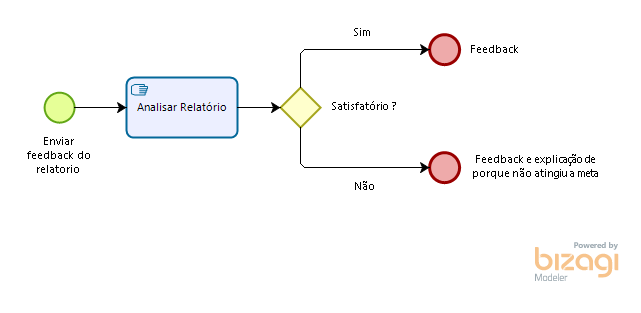 Sim
Feedback
Analisar Relatório
Satisfatório ?
Enviar
feedback do
relatorio
Feedback e explicação de
porque não atingiu a meta
Não
Powered by
bizagi
Modeler